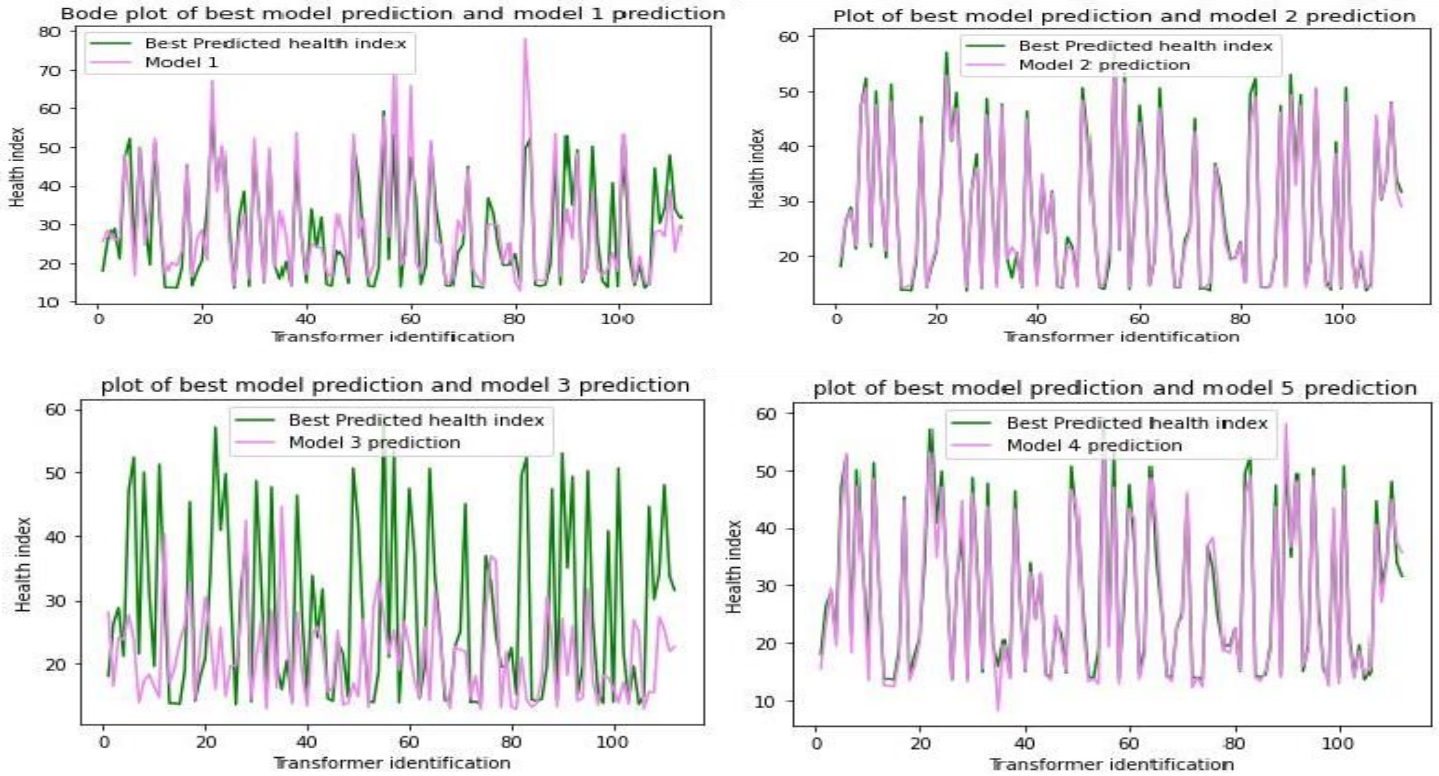 Bode plot of best model prediction and model 1 prediction
Best Predicted health index
Model 1
80
70
60
50
40
30
20
10
Health index
0 20 40 60 80 100
Transformer identification
Plot of best model prediction and model 2 prediction
Best Predicted health index
Model 2 prediction
60
50
40
30
20
Health index
0 20 40 60 80 100
Transformer identification
plot of best model prediction and model 3 prediction
Best Predicted health index
Model 3 prediction
60
50
40
30
20
Health index
0 20 40 60 80 100
Transformer identification
plot of best model prediction and model 5 prediction
Best Predicted health index
Model 4 prediction
60
50
40
30
20
10
Health index
0 20 40 60 80 100
Transformer identification